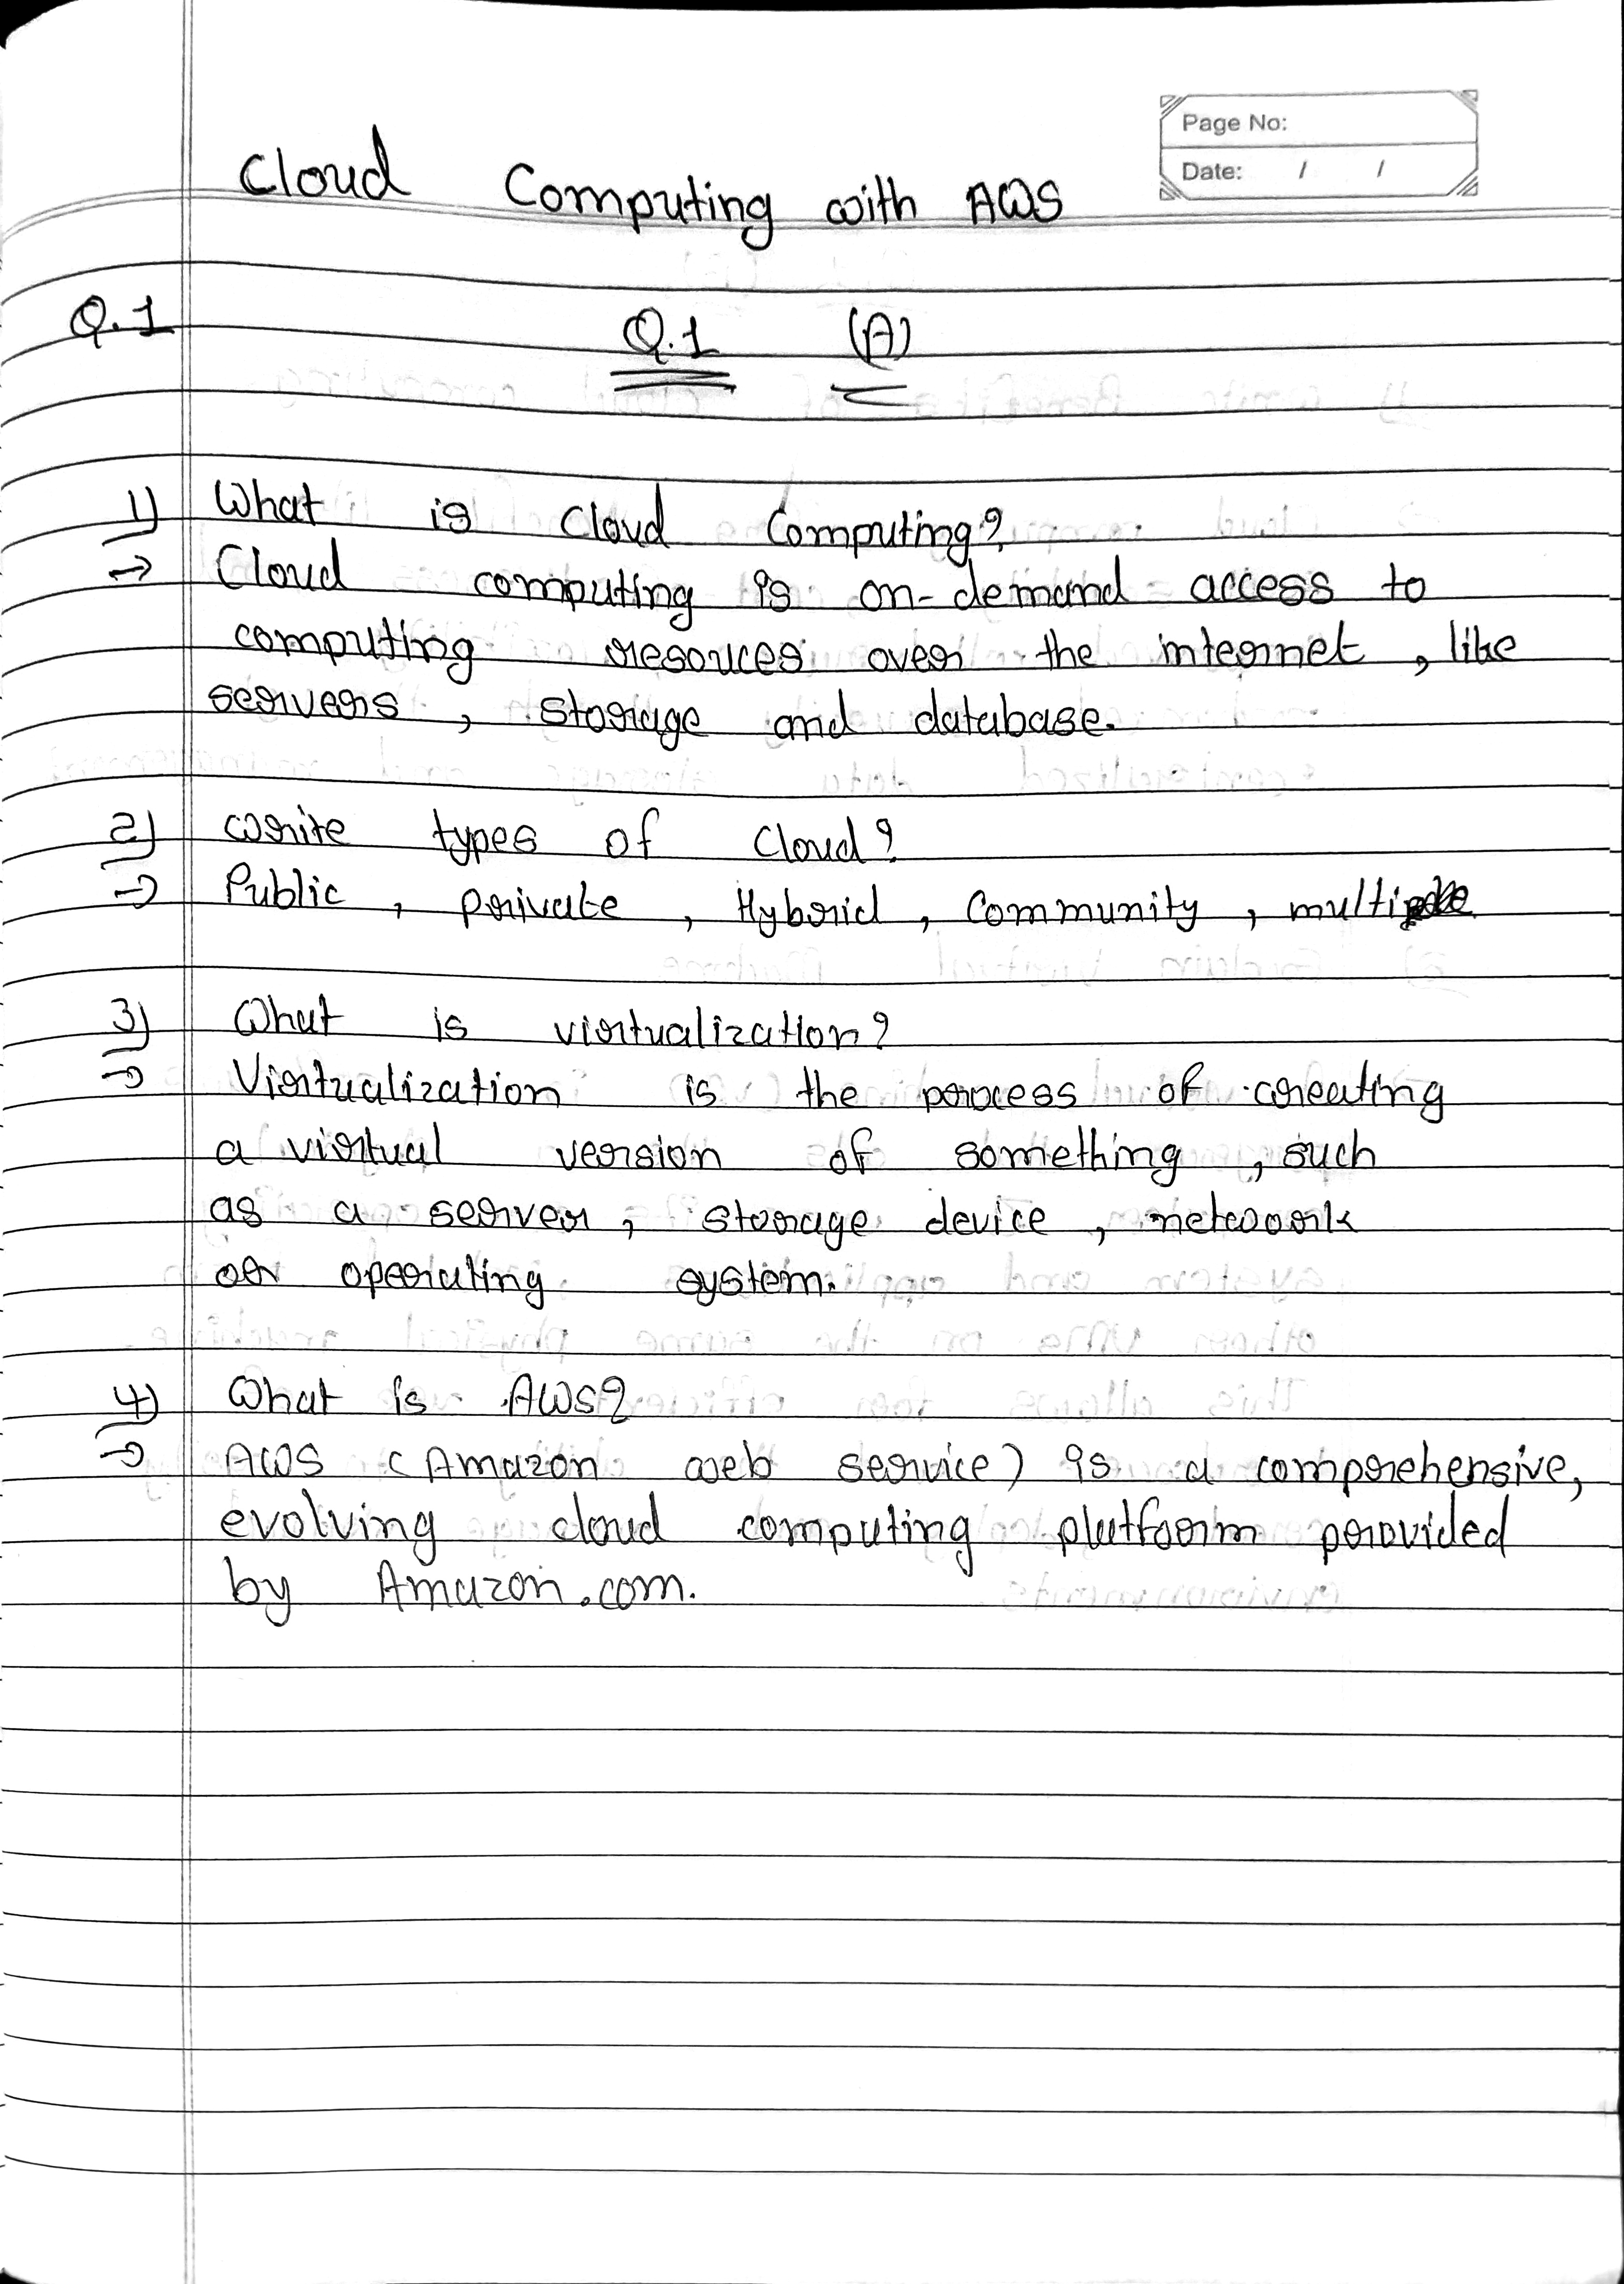 Page No:
Date: / /
Cloud Computing with AWS
Q.1 Q.1 (A)
1) What is Cloud Computing?
→ Cloud computing is on-demand access to
computing resouces over the internet, like
servers, storage and database.
2) write types of Cloud?
→ Public, private, Hybrid, Community, multi
3) What is virtualization?
→ Virtualization is the process of creating
a virtual version of something, such
as a server, storage device, network
or operating system.
4) What is AWS?
→ AWS (Amazon web service) is a comprehensive,
evolving cloud computing platform provided
by Amazon.com.